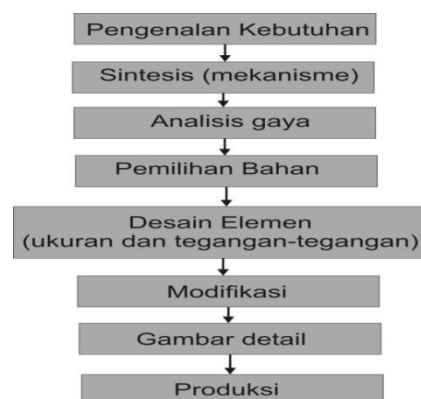 Pengenalan Kebutuhan
Sintesis (mekanisme)
Analisis gaya
Pemilihan Bahan
Desain Elemen
(ukuran dan tegangan-tegangan)
Modifikasi
Gambar detail
Produksi